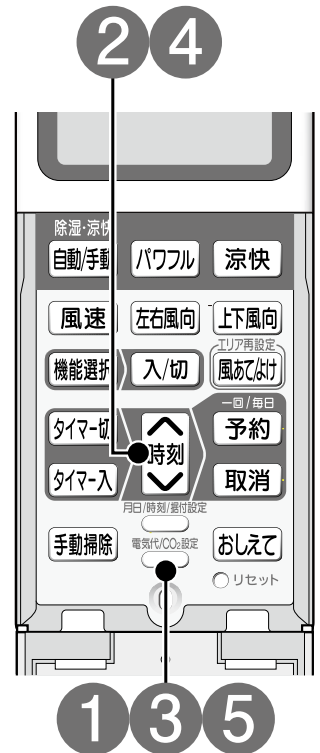 2 4
除湿・涼快
自動/手動 パワフル 涼快
風速 左右風向 上下風向
エリア再設定
機能選択 入/切 風あて/よけ
一回/毎日
タイマー切 時刻 予約
タイマー入 取消
月日/時刻/据付設定
手動掃除 電気代/CO₂設定 おしえて
リセット
1 3 5